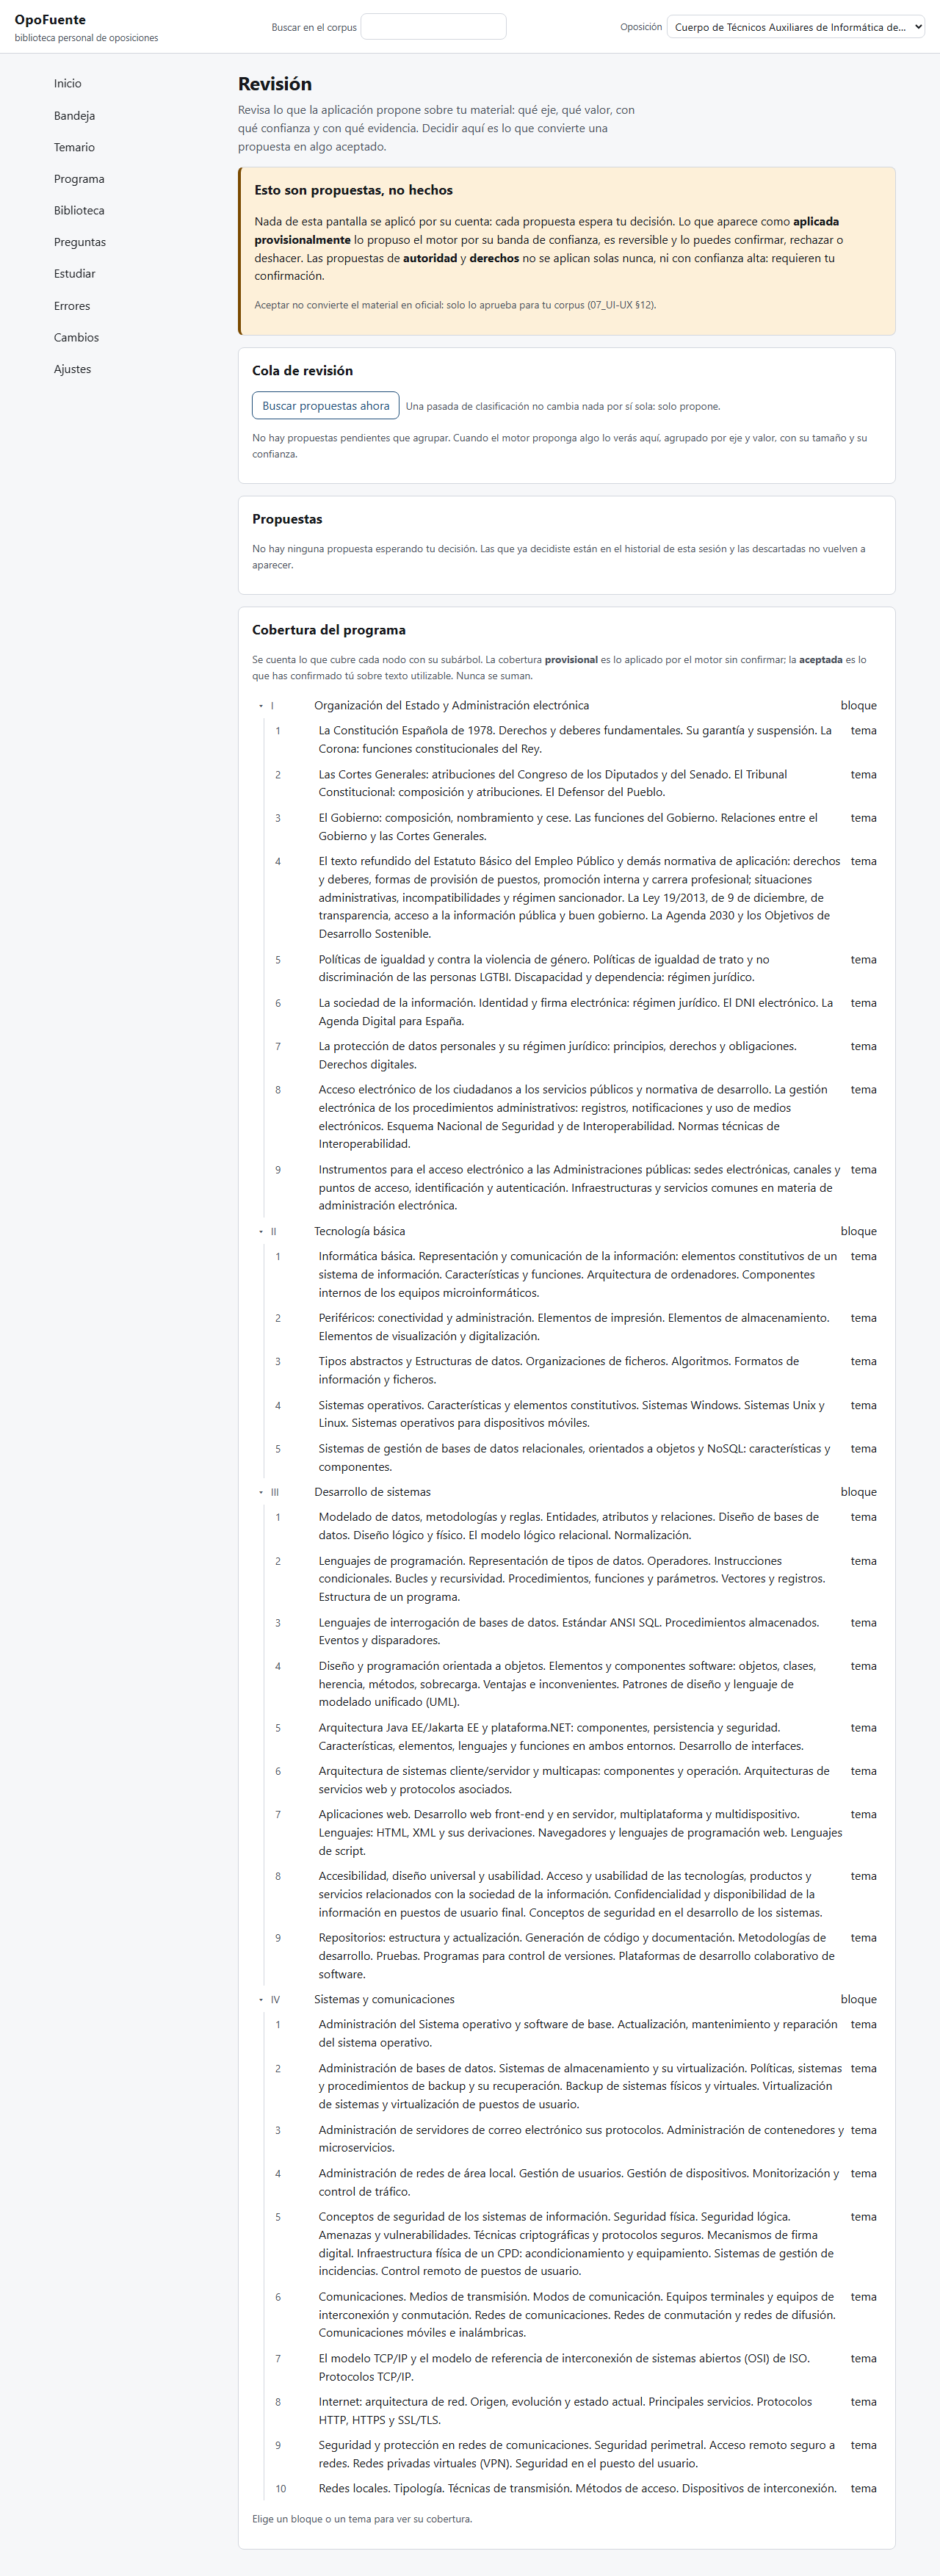 OpoFuente
biblioteca personal de oposiciones
Buscar en el corpus
Oposición
Cuerpo de Técnicos Auxiliares de Informática de...
Inicio
Bandeja
Temario
Programa
Biblioteca
Preguntas
Estudiar
Errores
Cambios
Ajustes
Revisión
Revisa lo que la aplicación propone sobre tu material: qué eje, qué valor, con
qué confianza y con qué evidencia. Decidir aquí es lo que convierte una
propuesta en algo aceptado.
Esto son propuestas, no hechos
Nada de esta pantalla se aplicó por su cuenta: cada propuesta espera tu decisión. Lo que aparece como aplicada
provisionalmente lo propuso el motor por su banda de confianza, es reversible y lo puedes confirmar, rechazar o
deshacer. Las propuestas de autoridad y derechos no se aplican solas nunca, ni con confianza alta: requieren tu
confirmación.
Aceptar no convierte el material en oficial: solo lo aprueba para tu corpus (07_UI-UX §12).
Cola de revisión
Buscar propuestas ahora
Una pasada de clasificación no cambia nada por sí sola: solo propone.
No hay propuestas pendientes que agrupar. Cuando el motor proponga algo lo verás aquí, agrupado por eje y valor, con su tamaño y su
confianza.
Propuestas
No hay ninguna propuesta esperando tu decisión. Las que ya decidiste están en el historial de esta sesión y las descartadas no vuelven a
aparecer.
Cobertura del programa
Se cuenta lo que cubre cada nodo con su subárbol. La cobertura provisional es lo aplicado por el motor sin confirmar; la aceptada es lo
que has confirmado tú sobre texto utilizable. Nunca se suman.
I Organización del Estado y Administración electrónica bloque
1 La Constitución Española de 1978. Derechos y deberes fundamentales. Su garantía y suspensión. La tema
Corona: funciones constitucionales del Rey.
2 Las Cortes Generales: atribuciones del Congreso de los Diputados y del Senado. El Tribunal tema
Constitucional: composición y atribuciones. El Defensor del Pueblo.
3 El Gobierno: composición, nombramiento y cese. Las funciones del Gobierno. Relaciones entre el tema
Gobierno y las Cortes Generales.
4 El texto refundido del Estatuto Básico del Empleo Público y demás normativa de aplicación: derechos tema
y deberes, formas de provisión de puestos, promoción interna y carrera profesional; situaciones
administrativas, incompatibilidades y régimen sancionador. La Ley 19/2013, de 9 de diciembre, de
transparencia, acceso a la información pública y buen gobierno. La Agenda 2030 y los Objetivos de
Desarrollo Sostenible.
5 Políticas de igualdad y contra la violencia de género. Políticas de igualdad de trato y no tema
discriminación de las personas LGTBI. Discapacidad y dependencia: régimen jurídico.
6 La sociedad de la información. Identidad y firma electrónica: régimen jurídico. El DNI electrónico. La tema
Agenda Digital para España.
7 La protección de datos personales y su régimen jurídico: principios, derechos y obligaciones. tema
Derechos digitales.
8 Acceso electrónico de los ciudadanos a los servicios públicos y normativa de desarrollo. La gestión tema
electrónica de los procedimientos administrativos: registros, notificaciones y uso de medios
electrónicos. Esquema Nacional de Seguridad y de Interoperabilidad. Normas técnicas de
Interoperabilidad.
9 Instrumentos para el acceso electrónico a las Administraciones públicas: sedes electrónicas, canales y tema
puntos de acceso, identificación y autenticación. Infraestructuras y servicios comunes en materia de
administración electrónica.
II Tecnología básica bloque
1 Informática básica. Representación y comunicación de la información: elementos constitutivos de un tema
sistema de información. Características y funciones. Arquitectura de ordenadores. Componentes
internos de los equipos microinformáticos.
2 Periféricos: conectividad y administración. Elementos de impresión. Elementos de almacenamiento. tema
Elementos de visualización y digitalización.
3 Tipos abstractos y Estructuras de datos. Organizaciones de ficheros. Algoritmos. Formatos de tema
información y ficheros.
4 Sistemas operativos. Características y elementos constitutivos. Sistemas Windows. Sistemas Unix y tema
Linux. Sistemas operativos para dispositivos móviles.
5 Sistemas de gestión de bases de datos relacionales, orientados a objetos y NoSQL: características y tema
componentes.
III Desarrollo de sistemas bloque
1 Modelado de datos, metodologías y reglas. Entidades, atributos y relaciones. Diseño de bases de tema
datos. Diseño lógico y físico. El modelo lógico relacional. Normalización.
2 Lenguajes de programación. Representación de tipos de datos. Operadores. Instrucciones tema
condicionales. Bucles y recursividad. Procedimientos, funciones y parámetros. Vectores y registros.
Estructura de un programa.
3 Lenguajes de interrogación de bases de datos. Estándar ANSI SQL. Procedimientos almacenados. tema
Eventos y disparadores.
4 Diseño y programación orientada a objetos. Elementos y componentes software: objetos, clases, tema
herencia, métodos, sobrecarga. Ventajas e inconvenientes. Patrones de diseño y lenguaje de
modelado unificado (UML).
5 Arquitectura Java EE/Jakarta EE y plataforma.NET: componentes, persistencia y seguridad. tema
Características, elementos, lenguajes y funciones en ambos entornos. Desarrollo de interfaces.
6 Arquitectura de sistemas cliente/servidor y multicapas: componentes y operación. Arquitecturas de tema
servicios web y protocolos asociados.
7 Aplicaciones web. Desarrollo web front-end y en servidor, multiplataforma y multidispositivo. tema
Lenguajes: HTML, XML y sus derivaciones. Navegadores y lenguajes de programación web. Lenguajes
de script.
8 Accesibilidad, diseño universal y usabilidad. Acceso y usabilidad de las tecnologías, productos y tema
servicios relacionados con la sociedad de la información. Confidencialidad y disponibilidad de la
información en puestos de usuario final. Conceptos de seguridad en el desarrollo de los sistemas.
9 Repositorios: estructura y actualización. Generación de código y documentación. Metodologías de tema
desarrollo. Pruebas. Programas para control de versiones. Plataformas de desarrollo colaborativo de
software.
IV Sistemas y comunicaciones bloque
1 Administración del Sistema operativo y software de base. Actualización, mantenimiento y reparación tema
del sistema operativo.
2 Administración de bases de datos. Sistemas de almacenamiento y su virtualización. Políticas, sistemas tema
y procedimientos de backup y su recuperación. Backup de sistemas físicos y virtuales. Virtualización
de sistemas y virtualización de puestos de usuario.
3 Administración de servidores de correo electrónico sus protocolos. Administración de contenedores y tema
microservicios.
4 Administración de redes de área local. Gestión de usuarios. Gestión de dispositivos. Monitorización y tema
control de tráfico.
5 Conceptos de seguridad de los sistemas de información. Seguridad física. Seguridad lógica. tema
Amenazas y vulnerabilidades. Técnicas criptográficas y protocolos seguros. Mecanismos de firma
digital. Infraestructura física de un CPD: acondicionamiento y equipamiento. Sistemas de gestión de
incidencias. Control remoto de puestos de usuario.
6 Comunicaciones. Medios de transmisión. Modos de comunicación. Equipos terminales y equipos de tema
interconexión y conmutación. Redes de comunicaciones. Redes de conmutación y redes de difusión.
Comunicaciones móviles e inalámbricas.
7 El modelo TCP/IP y el modelo de referencia de interconexión de sistemas abiertos (OSI) de ISO. tema
Protocolos TCP/IP.
8 Internet: arquitectura de red. Origen, evolución y estado actual. Principales servicios. Protocolos tema
HTTP, HTTPS y SSL/TLS.
9 Seguridad y protección en redes de comunicaciones. Seguridad perimetral. Acceso remoto seguro a tema
redes. Redes privadas virtuales (VPN). Seguridad en el puesto del usuario.
10 Redes locales. Tipología. Técnicas de transmisión. Métodos de acceso. Dispositivos de interconexión. tema
Elige un bloque o un tema para ver su cobertura.